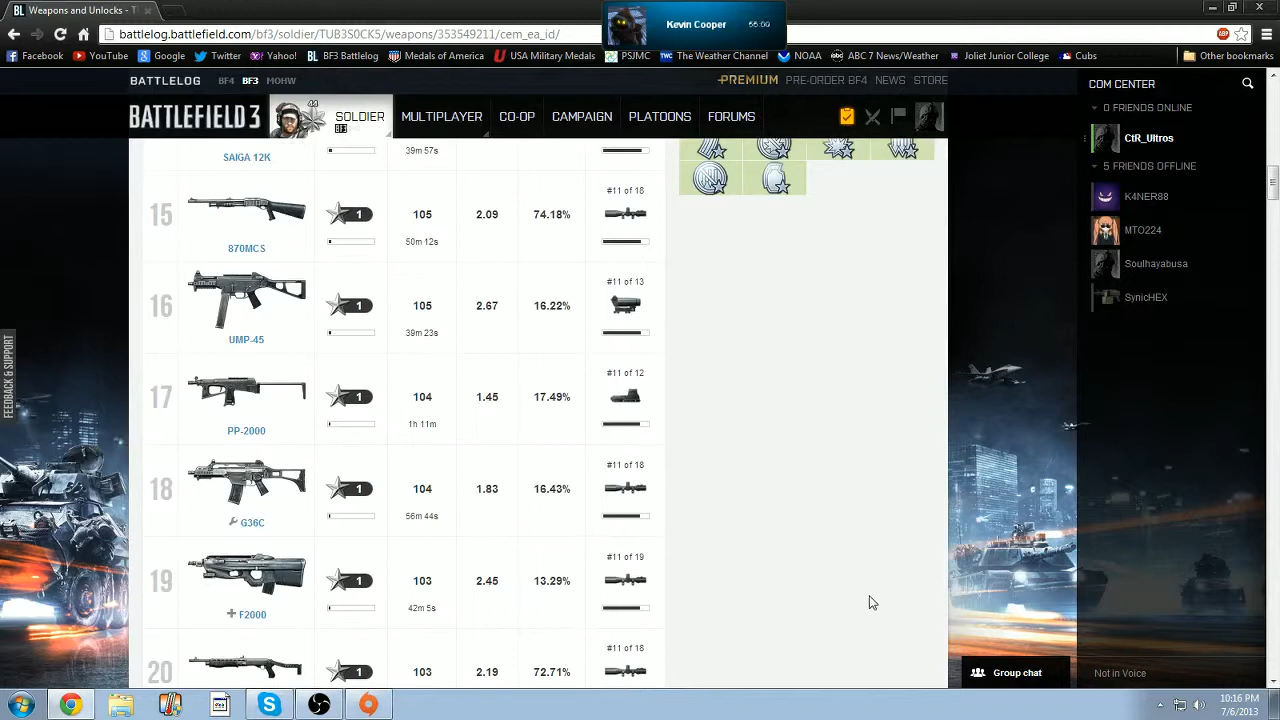 BL Weapons and Unlocks - T
Kevin Cooper 55:09
battlelog.battlefield.com/bf3/soldier/TUB3S0CK5/weapons/353549211/cem_ea_id/
Facebook YouTube Google Twitter Yahoo! BF3 Battlelog Medals of America USA Military Medals PSJMC The Weather Channel NOAA ABC 7 News/Weather Joliet Junior College Cubs Other bookmarks
BATTLELOG BF4 BF3 MOHW PREMIUM PRE-ORDER BF4 NEWS STORE
COM CENTER
BATTLEFIELD 3 44 SOLDIER MULTIPLAYER CO-OP CAMPAIGN PLATOONS FORUMS
BF3
0 FRIENDS ONLINE
CtR_Ultros
5 FRIENDS OFFLINE
K4NER88
MTO224
Soulhayabusa
SynicHEX
SAIGA 12K 39m 57s
#11 of 18
15 1 105 2.09 74.18%
50m 12s
870MCS
#11 of 13
16 1 105 2.67 16.22%
39m 23s
UMP-45
#11 of 12
17 1 104 1.45 17.49%
1h 11m
PP-2000
#11 of 18
18 1 104 1.83 16.43%
56m 44s
G36C
#11 of 19
19 1 103 2.45 13.29%
42m 5s
F2000
#11 of 18
20 1 103 2.19 72.71%
FEEDBACK & SUPPORT
Group chat
Not in Voice
10:16 PM
7/6/2013